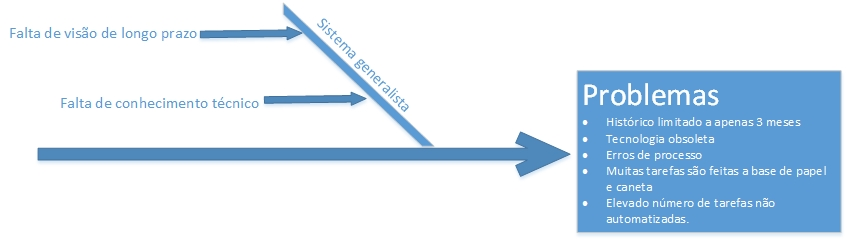 Falta de visão de longo prazo
Sistema generalista
Falta de conhecimento técnico
Problemas
• Histórico limitado a apenas 3 meses
• Tecnologia obsoleta
• Erros de processo
• Muitas tarefas são feitas a base de papel
e caneta
• Elevado número de tarefas não
automatizadas.